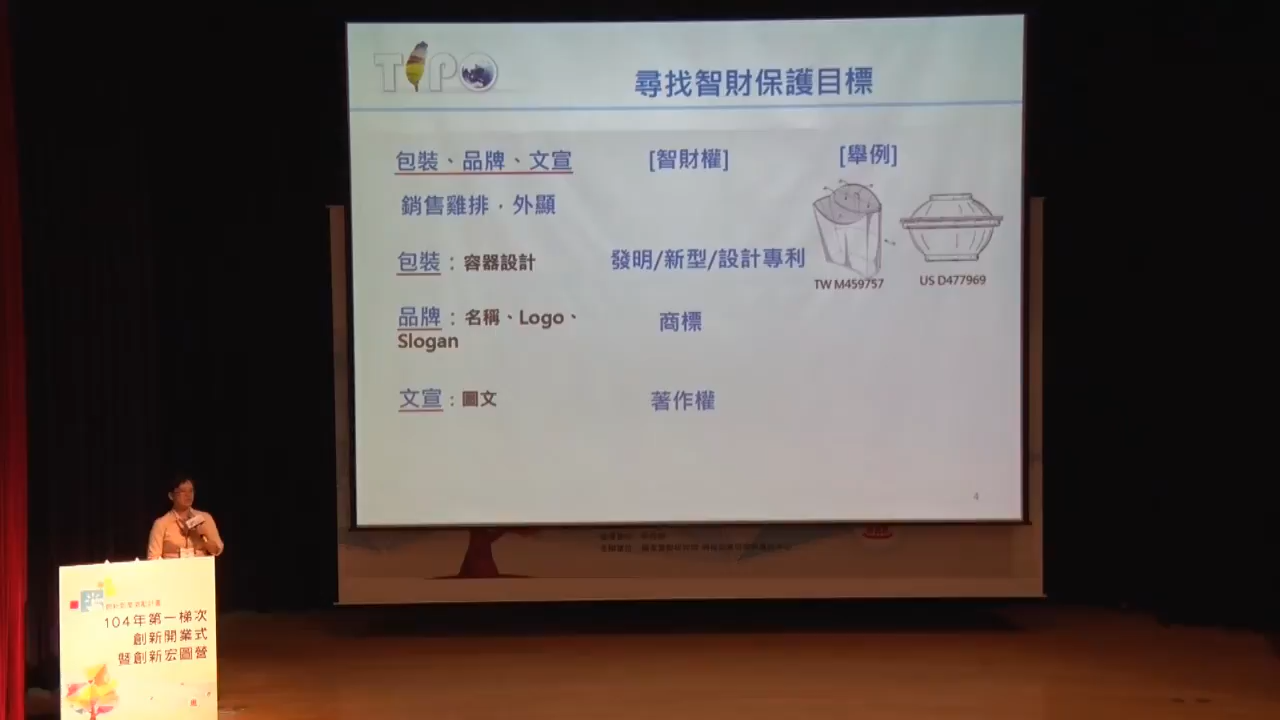 TIPO
尋找智財保護目標
包裝、品牌、文宣 [智財權] [舉例]
銷售雞排，外顯
包裝：容器設計 發明/新型/設計專利
TW M459757 US D477969
品牌：名稱、Logo、 商標
Slogan
文宣：圖文 著作權
4
104年第一梯次
創新開業式
暨創新宏圖營